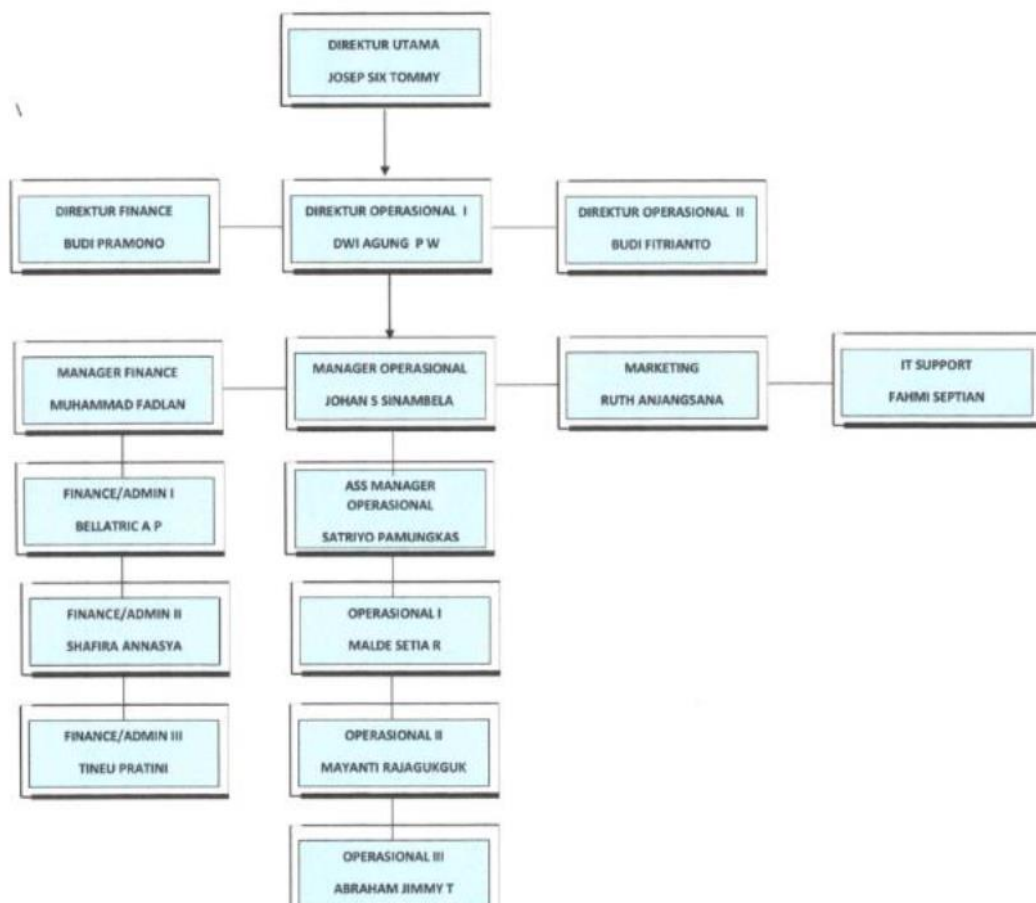 DIREKTUR UTAMA
JOSEP SIX TOMMY
DIREKTUR FINANCE
BUDI PRAMONO
DIREKTUR OPERASIONAL I
DWI AGUNG P W
DIREKTUR OPERASIONAL II
BUDI FITRIANTO
MANAGER FINANCE
MUHAMMAD FADLAN
MANAGER OPERASIONAL
JOHAN S SINAMBELA
MARKETING
RUTH ANJANGSANA
IT SUPPORT
FAHMI SEPTIAN
FINANCE/ADMIN I
BELLATRIC A P
ASS MANAGER
OPERASIONAL
SATRIYO PAMUNGKAS
FINANCE/ADMIN II
SHAFIRA ANNASYA
OPERASIONAL I
MALDE SETIA R
FINANCE/ADMIN III
TINEU PRATINI
OPERASIONAL II
MAYANTI RAJAGUKGUK
OPERASIONAL III
ABRAHAM JIMMY T